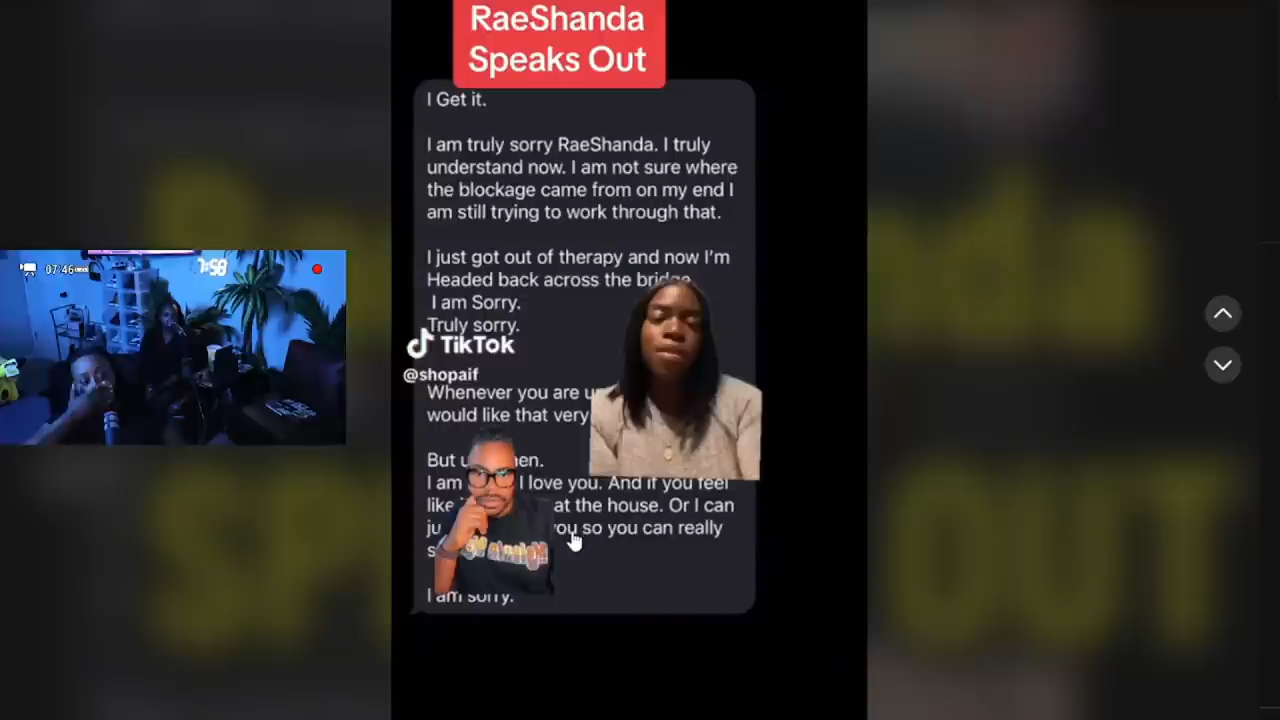 RaeShanda
Speaks Out
I Get it.
I am truly sorry RaeShanda. I truly
understand now. I am not sure where
the blockage came from on my end I
am still trying to work through that.
I just got out of therapy and now I'm
Headed back across the bridge
I am Sorry.
Truly sorry.
TikTok
@shopaif
Whenever you are
would like that very
But
I am I love you. And if you feel
like at the house. Or I can
you so you can really
I am sorry.
07:46
7:58